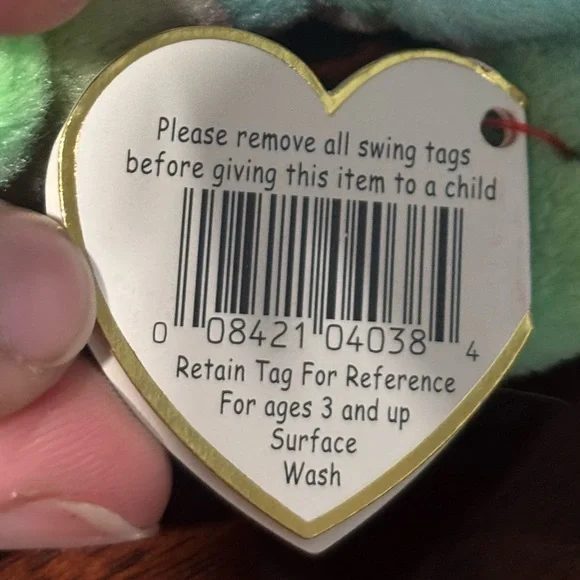 Please remove all swing tags
before giving this item to a child
0 08421 04038 4
Retain Tag For Reference
For ages 3 and up
Surface
Wash